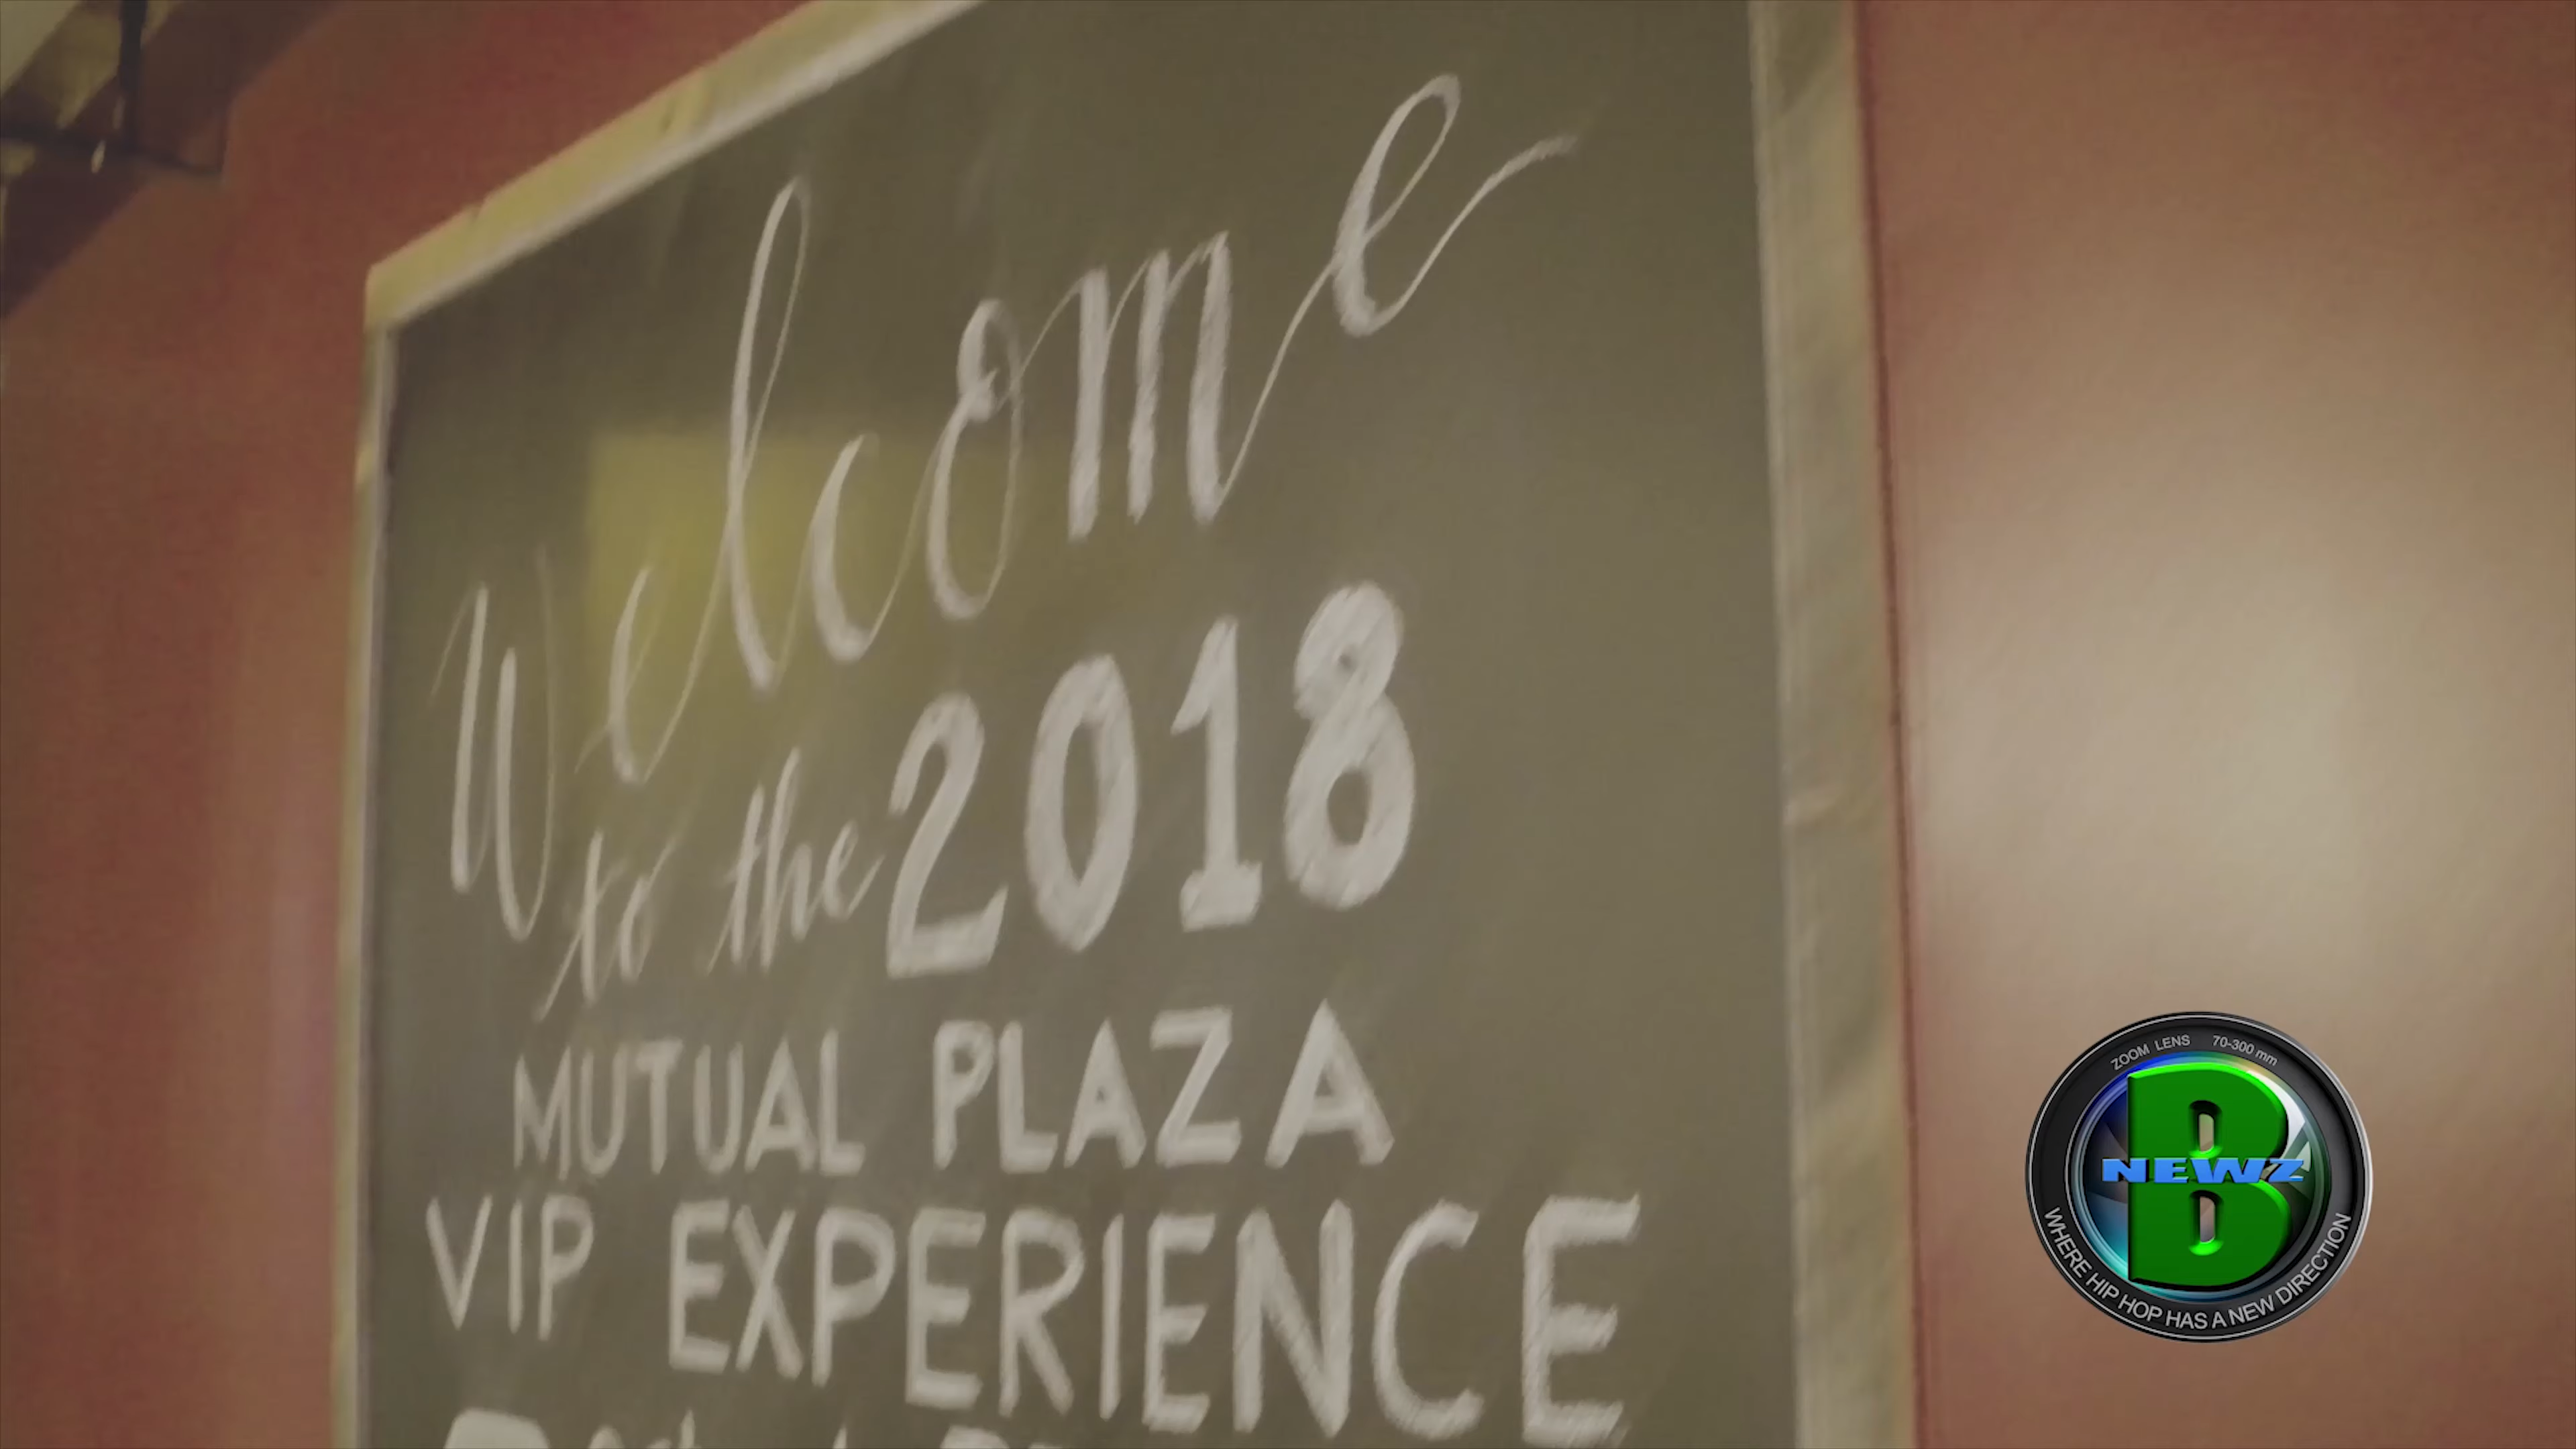 Welcome
to the 2018
MUTUAL PLAZA
VIP EXPERIENCE
ZOOM LENS 70-300 mm
B
NEWZ
WHERE HIP HOP HAS A NEW DIRECTION